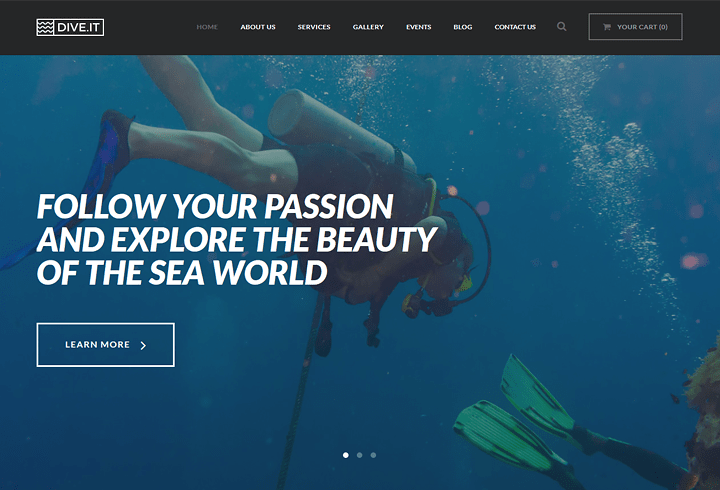 DIVE.IT
HOME ABOUT US SERVICES GALLERY EVENTS BLOG CONTACT US YOUR CART (0)
FOLLOW YOUR PASSION
AND EXPLORE THE BEAUTY
OF THE SEA WORLD
LEARN MORE